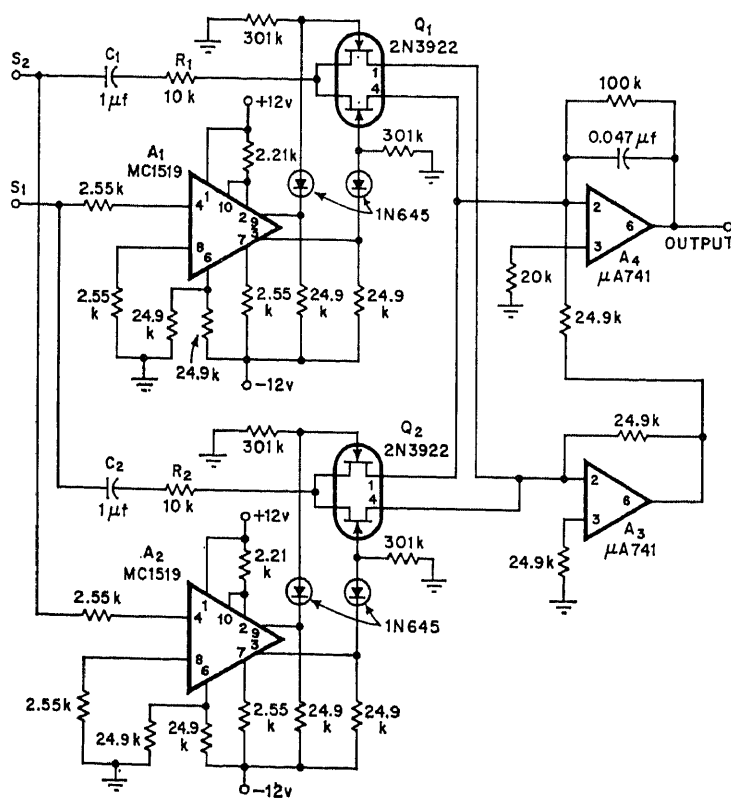 Q1
2N3922
301k
S2
C1
1μf
R1
10k
+12v
1
4
100k
0.047μf
A1
MC1519
2.21k
301k
S1
2.55k
4
1
10
2
9
3
8
7
6
1N645
2
6
3
OUTPUT
A4
μA741
20k
2.55
k
24.9
k
24.9k
2.55
k
24.9
k
24.9
k
24.9k
-12v
Q2
2N3922
301k
C2
1μf
R2
10k
1
4
24.9k
+12v
2
6
3
A2
MC1519
2.21
k
301k
A3
μA741
24.9k
2.55k
4
1
10
2
9
3
8
7
6
1N645
2.55k
24.9k
24.9
k
2.55
k
24.9
k
24.9
k
-12v